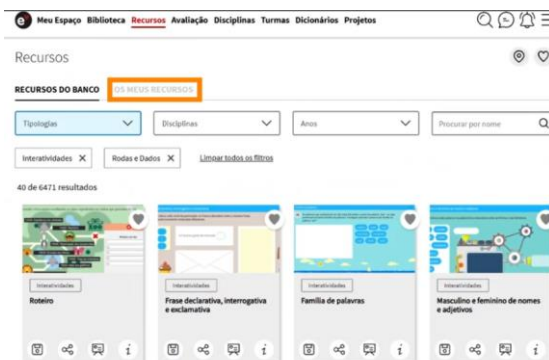 Meu Espaço Biblioteca Recursos Avaliação Disciplinas Turmas Dicionários Projetos
Recursos
RECURSOS DO BANCO OS MEUS RECURSOS
Tipologias Disciplinas Anos Procurar por nome
Interatividades X Rodas e Dados X Limpar todos os filtros
40 de 6471 resultados
Interatividades Interatividades Interatividades Interatividades
Roteiro Frase declarativa, interrogativa Família de palavras Masculino e feminino de nomes
e exclamativa e adjetivos